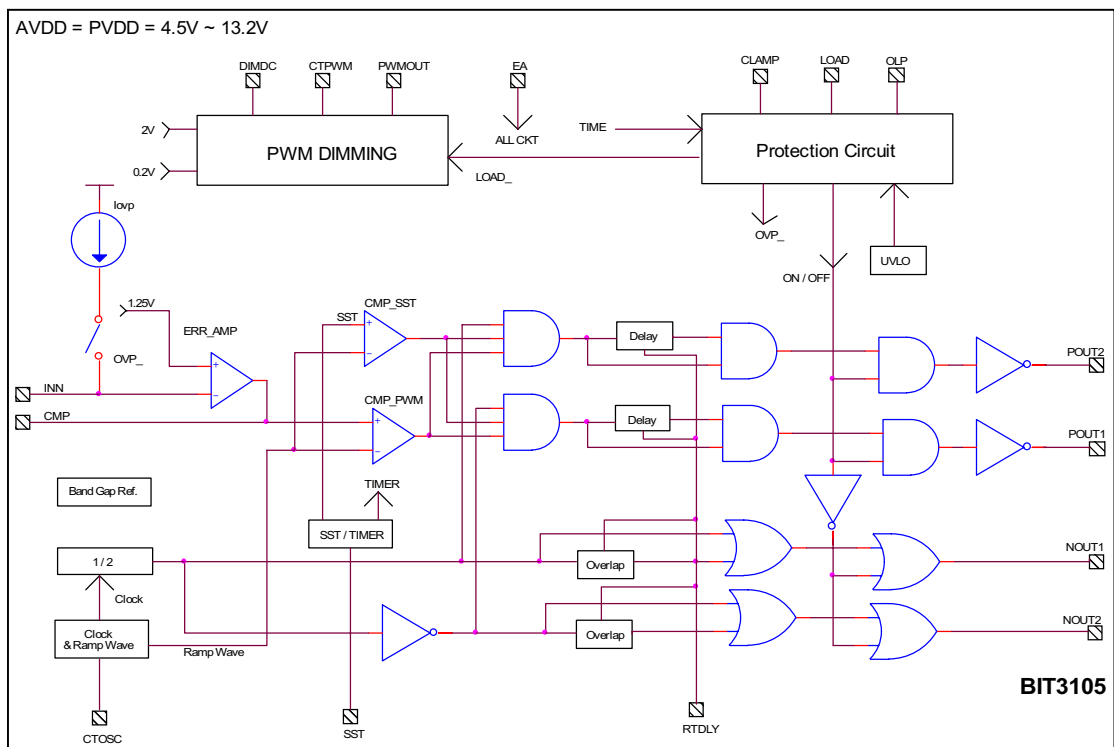 AVDD = PVDD = 4.5V ~ 13.2V
DIMDC CTPWM PWMOUT EA CLAMP LOAD OLP
2V
0.2V
PWM DIMMING
ALL CKT
TIME
LOAD_
Protection Circuit
Iovp
OVP_
UVLO
ON / OFF
1.25V
ERR_AMP
SST
CMP_SST
+
−
Delay
POUT2
OVP_
+
−
INN
CMP
CMP_PWM
+
−
Delay
POUT1
Band Gap Ref.
TIMER
SST / TIMER
1 / 2
Overlap
NOUT1
Clock
Clock
& Ramp Wave
Ramp Wave
Overlap
NOUT2
BIT3105
CTOSC
SST
RTDLY